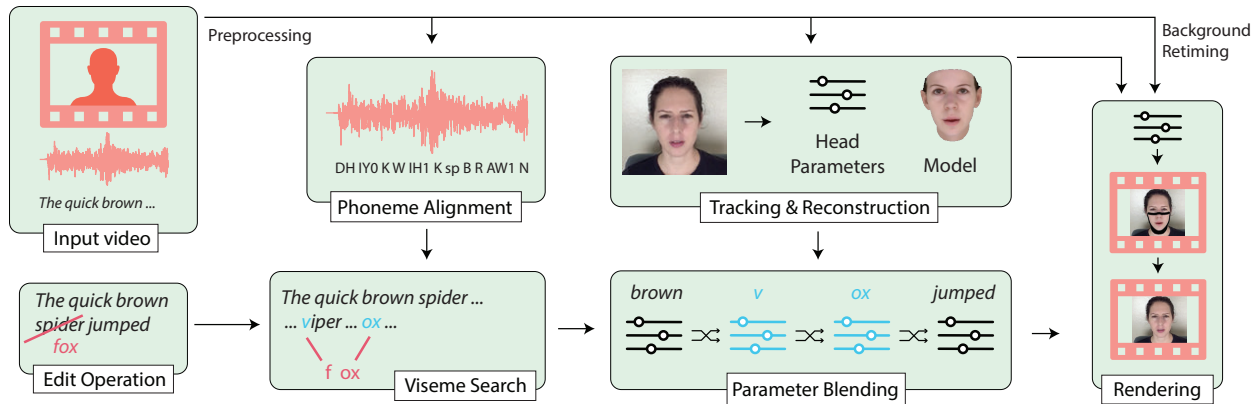 Preprocessing
Background
Retiming
The quick brown ...
Input video
DH IY0 K W IH1 K sp B R AW1 N
Phoneme Alignment
Head
Parameters
Model
Tracking & Reconstruction
The quick brown
spider jumped
fox
Edit Operation
The quick brown spider ...
... viper ... ox ...
f ox
Viseme Search
brown v ox jumped
Parameter Blending
Rendering